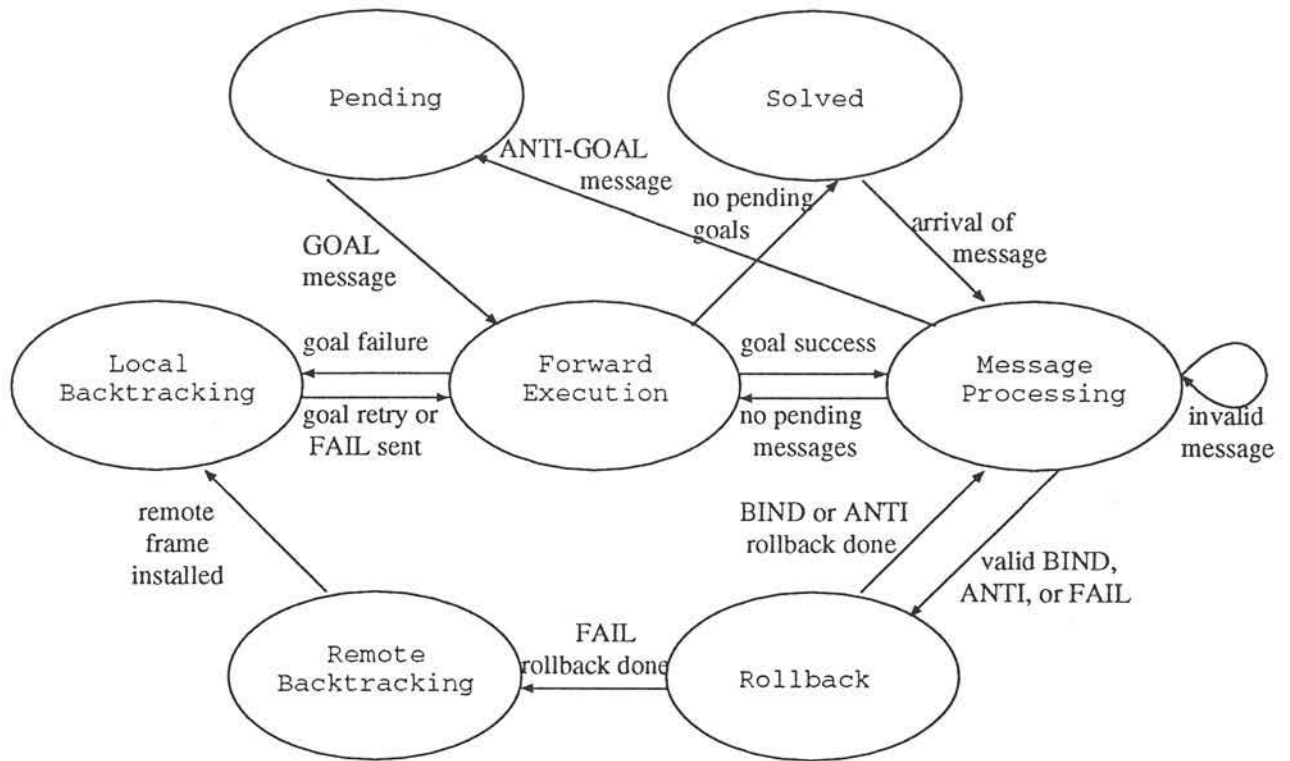 Pending
Solved
ANTI-GOAL
message
no pending
goals
arrival of
message
GOAL
message
Local
Backtracking
goal failure
goal retry or
FAIL sent
Forward
Execution
goal success
no pending
messages
Message
Processing
invalid
message
remote
frame
installed
BIND or ANTI
rollback done
valid BIND,
ANTI, or FAIL
Remote
Backtracking
FAIL
rollback done
Rollback